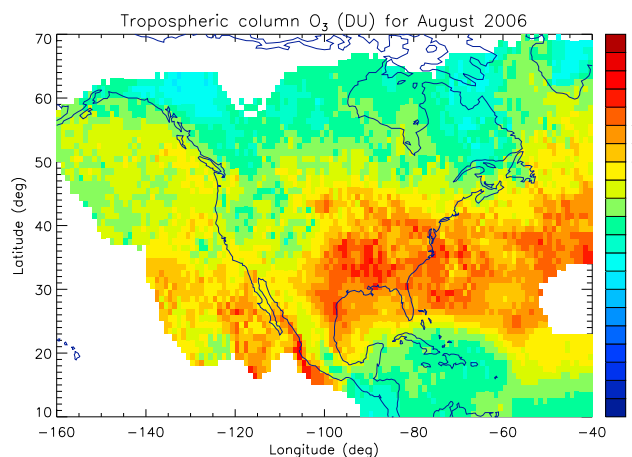 Tropospheric column O₃ (DU) for August 2006
70
60
50
40
30
20
10
Latitude (deg)
−160 −140 −120 −100 −80 −60 −40
Longitude (deg)